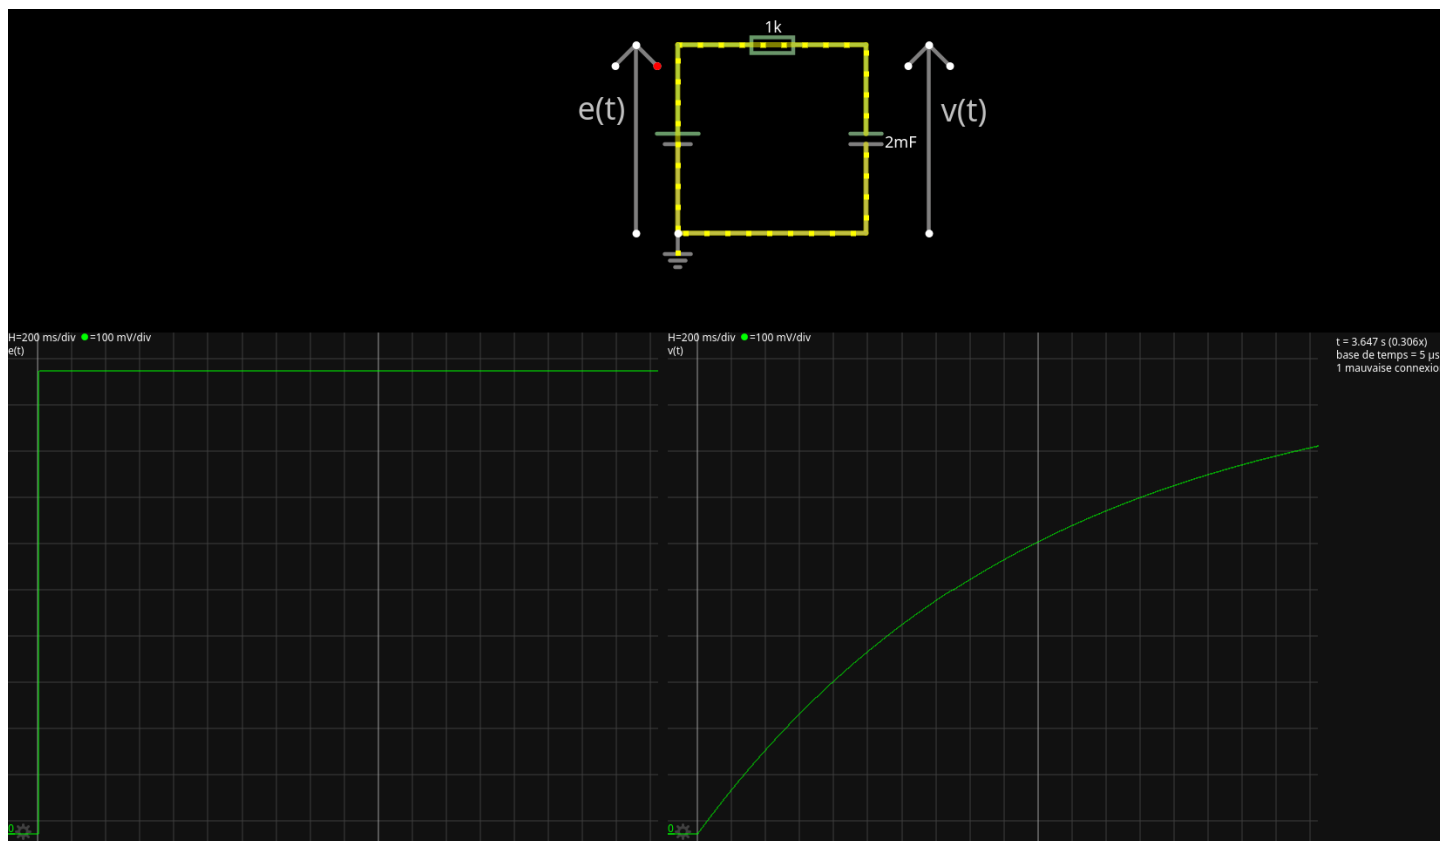 1k
e(t)
v(t)
2mF
H=200 ms/div =100 mV/div
e(t)
0
H=200 ms/div =100 mV/div
v(t)
0
t = 3.647 s (0.306x)
base de temps = 5 µs
1 mauvaise connexio